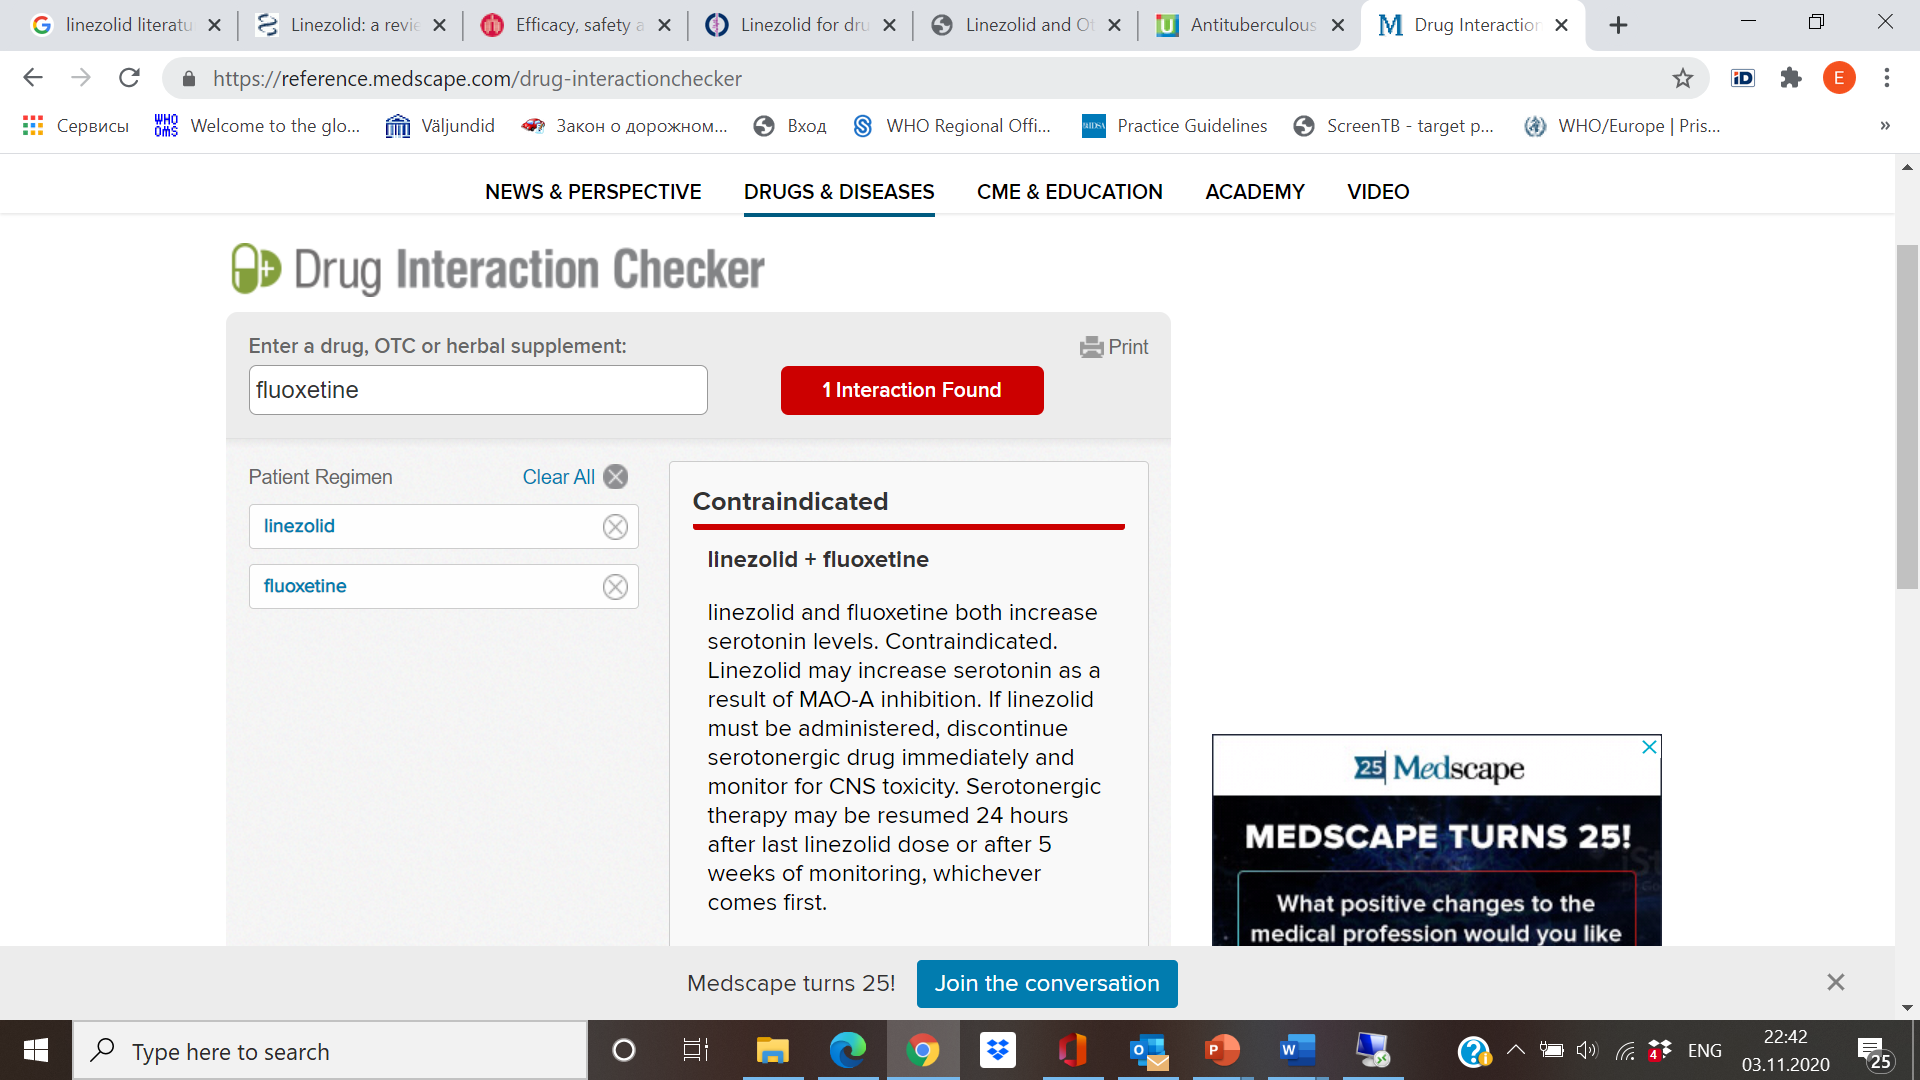 linezolid literatu
Linezolid: a revie
Efficacy, safety a
Linezolid for dru
Linezolid and Ot
Antituberculous
Drug Interaction
https://reference.medscape.com/drug-interactionchecker
iD
E
Сервисы
WHO OMS
Welcome to the glo...
Väljundid
Закон о дорожном...
Вход
WHO Regional Offi...
Practice Guidelines
ScreenTB - target p...
WHO/Europe | Pris...
»
NEWS & PERSPECTIVE
DRUGS & DISEASES
CME & EDUCATION
ACADEMY
VIDEO
Drug Interaction Checker
Enter a drug, OTC or herbal supplement:
Print
fluoxetine
1 Interaction Found
Patient Regimen
Clear All
linezolid
fluoxetine
Contraindicated
linezolid + fluoxetine
linezolid and fluoxetine both increase
serotonin levels. Contraindicated.
Linezolid may increase serotonin as a
result of MAO-A inhibition. If linezolid
must be administered, discontinue
serotonergic drug immediately and
monitor for CNS toxicity. Serotonergic
therapy may be resumed 24 hours
after last linezolid dose or after 5
weeks of monitoring, whichever
comes first.
25 Medscape
MEDSCAPE TURNS 25!
What positive changes to the
medical profession would you like
Medscape turns 25!
Join the conversation
Type here to search
4
ENG
22:42
03.11.2020
25